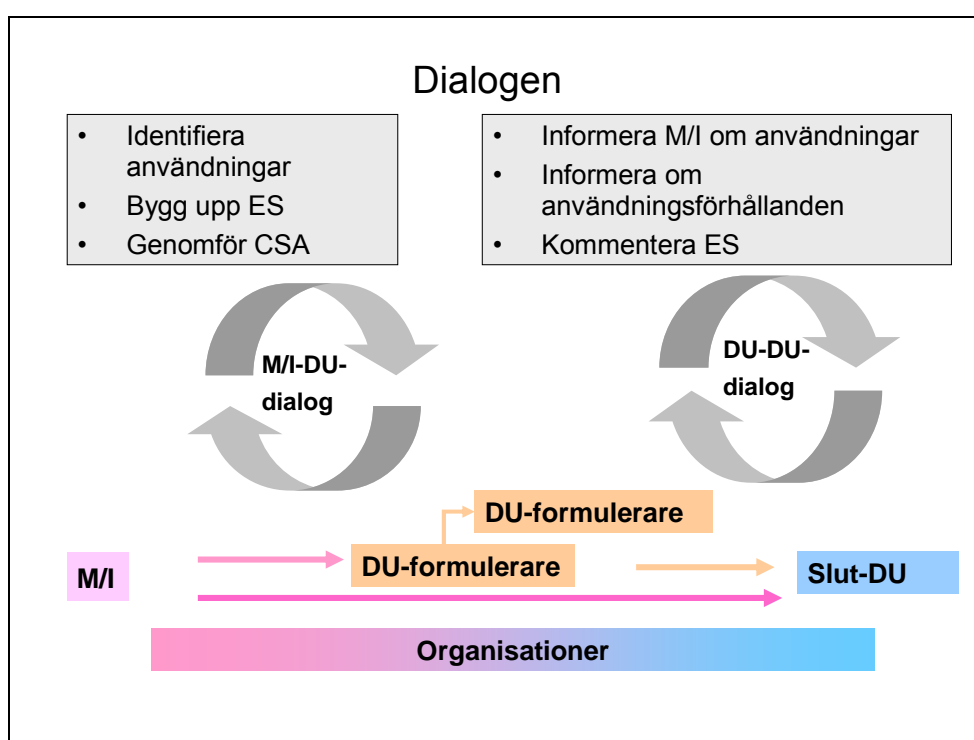 Dialogen
• Identifiera
användningar
• Bygg upp ES
• Genomför CSA
• Informera M/I om användningar
• Informera om
användningsförhållanden
• Kommentera ES
M/I-DU-
dialog
DU-DU-
dialog
DU-formulerare
M/I
DU-formulerare
Slut-DU
Organisationer